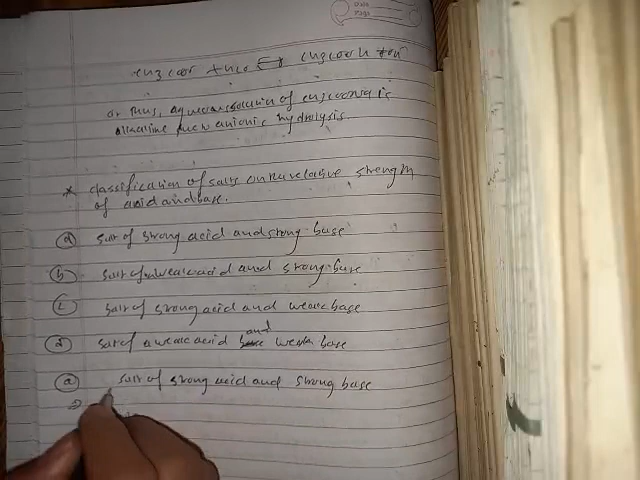 Date
Page
CH3COO- + H2O ⇌ CH3COOH + OH-
or thus, aqueous solution of CH3COONa is
alkaline such anionic hydrolysis.
* classification of salts on relative strength
of acid and base.
(a) salt of strong acid and strong base
(b) salt of weak acid and strong base
(c) salt of strong acid and weak base
(d) salt of a weak acid and weak base
(a) salt of strong acid and strong base